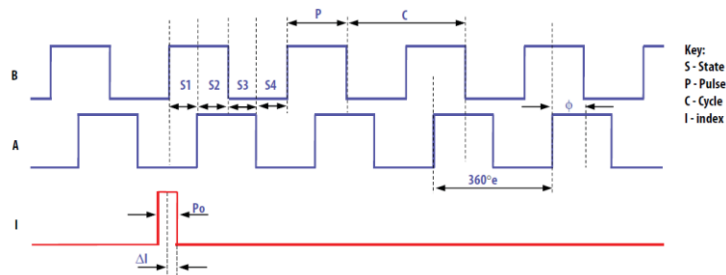 P
C
Key:
S - State
P - Pulse
C - Cycle
I - index
B
S1
S2
S3
S4
ϕ
A
360°e
Po
I
ΔI